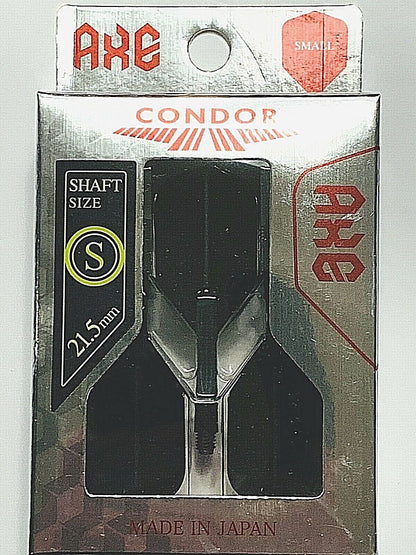 AXE
SMALL
CONDOR
SHAFT
SIZE
S
21.5mm
AXE
MADE IN JAPAN